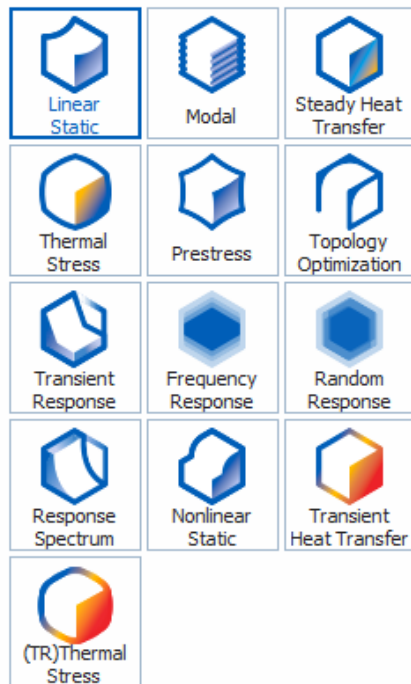 Linear
Static
Modal
Steady Heat
Transfer
Thermal
Stress
Prestress
Topology
Optimization
Transient
Response
Frequency
Response
Random
Response
Response
Spectrum
Nonlinear
Static
Transient
Heat Transfer
(TR)Thermal
Stress